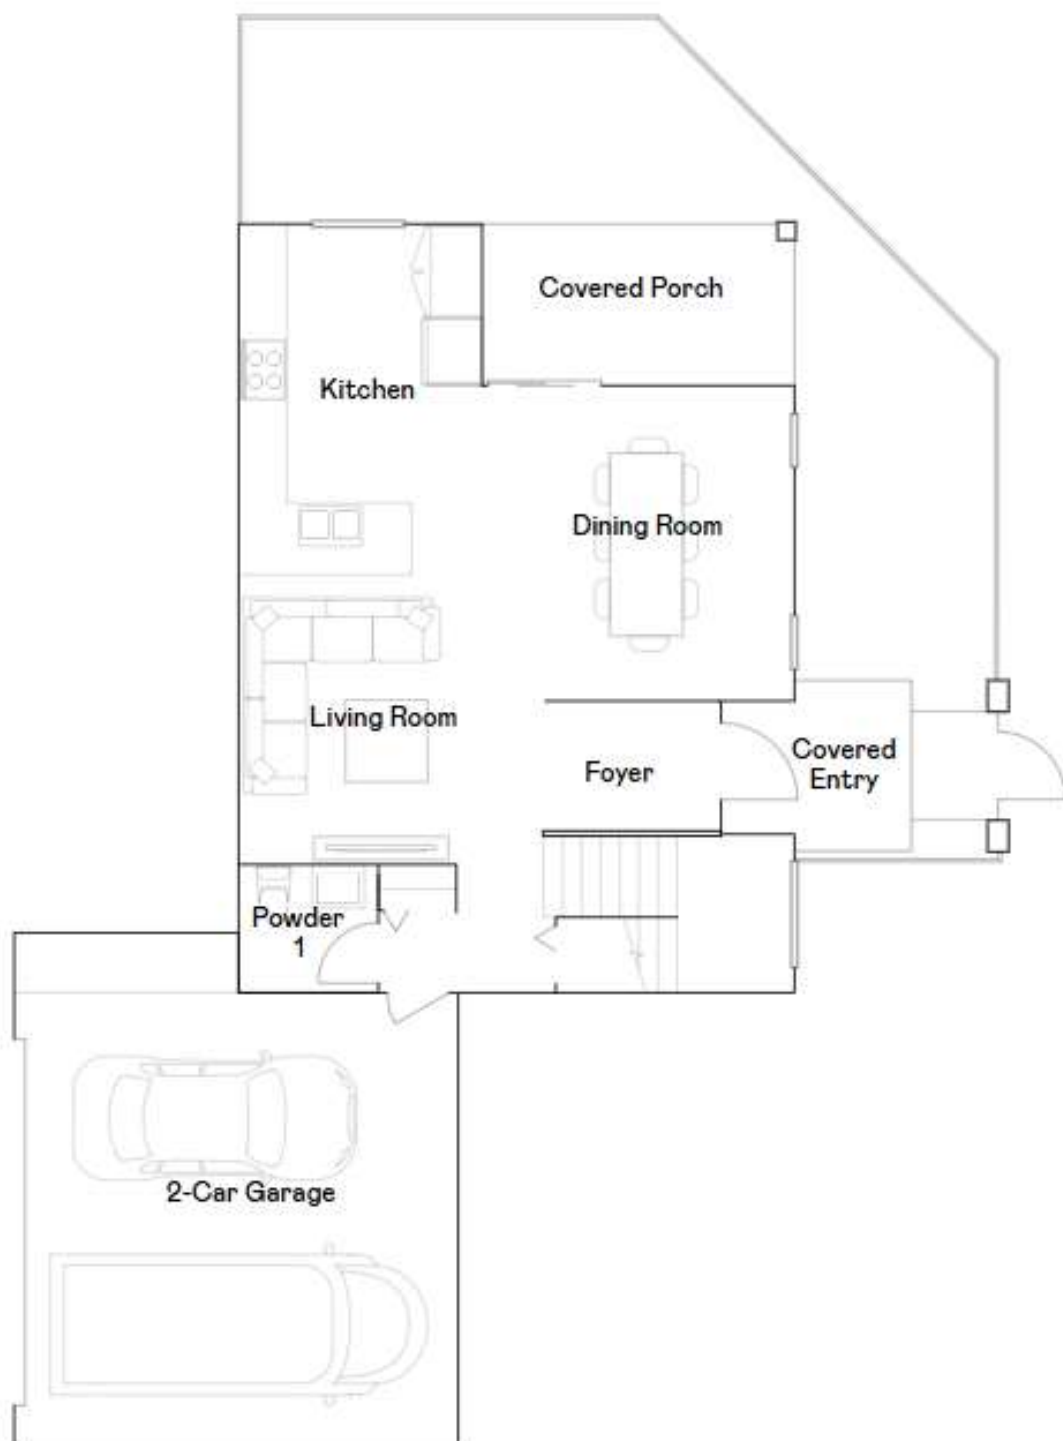 Covered Porch
Kitchen
Dining Room
Living Room
Foyer
Covered
Entry
Powder
1
2-Car Garage